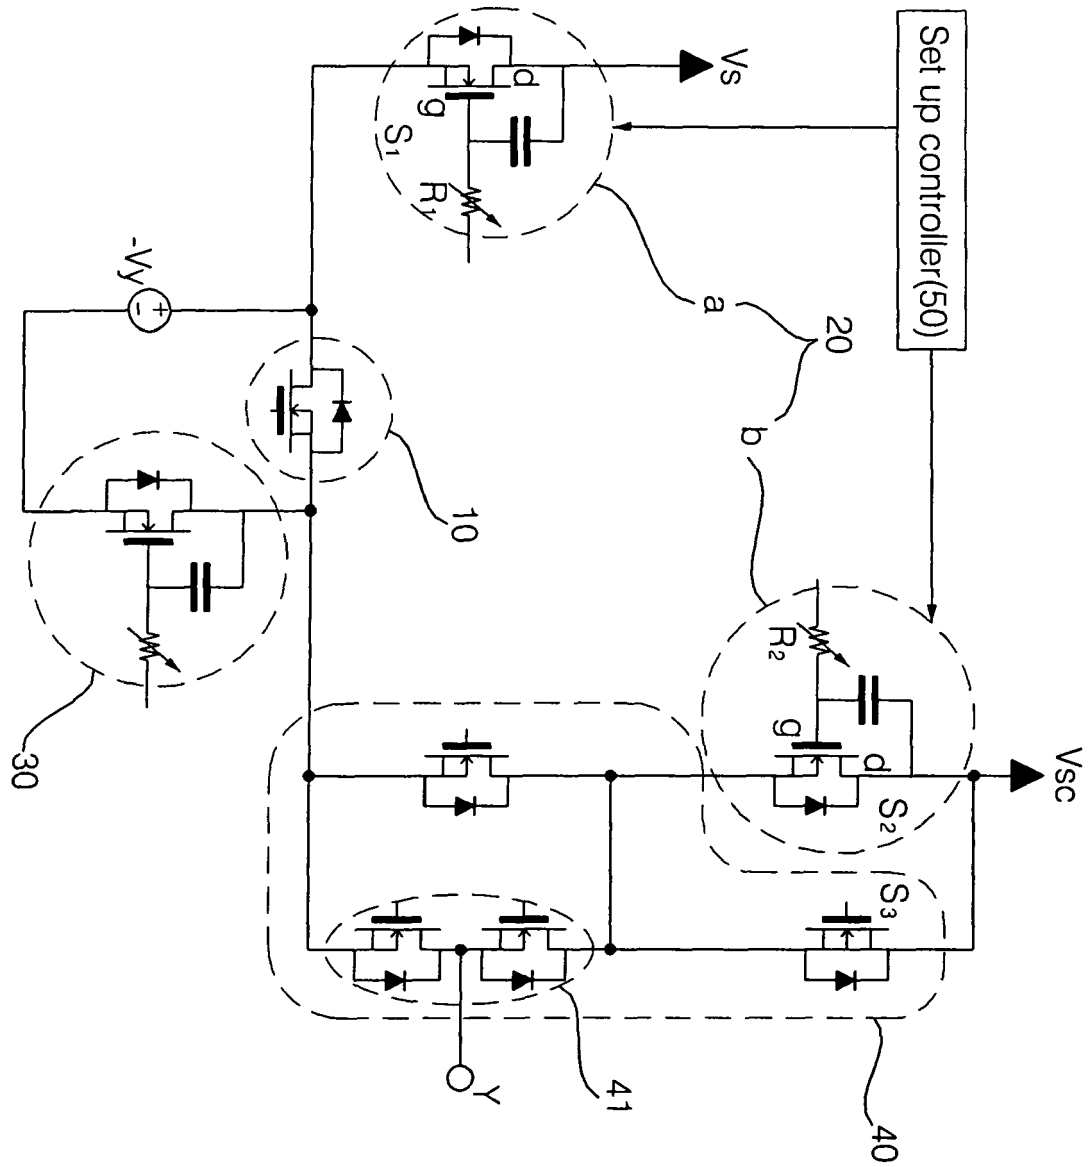 Set up controller(50)
Vs
d
g
S1
R1
a
20
b
-Vy
+
-
10
30
R2
g
d
S2
Vsc
S3
41
Y
40